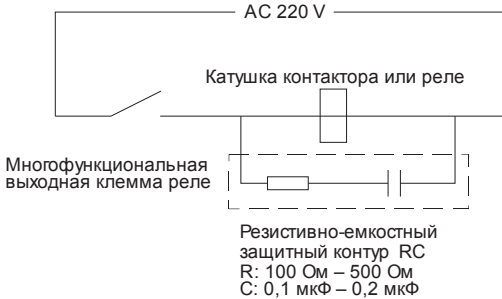 AC 220 V
Катушка контактора или реле
Многофункциональная
выходная клемма реле
Резистивно-емкостный
защитный контур RC
R: 100 Ом – 500 Ом
C: 0,1 мкФ – 0,2 мкФ